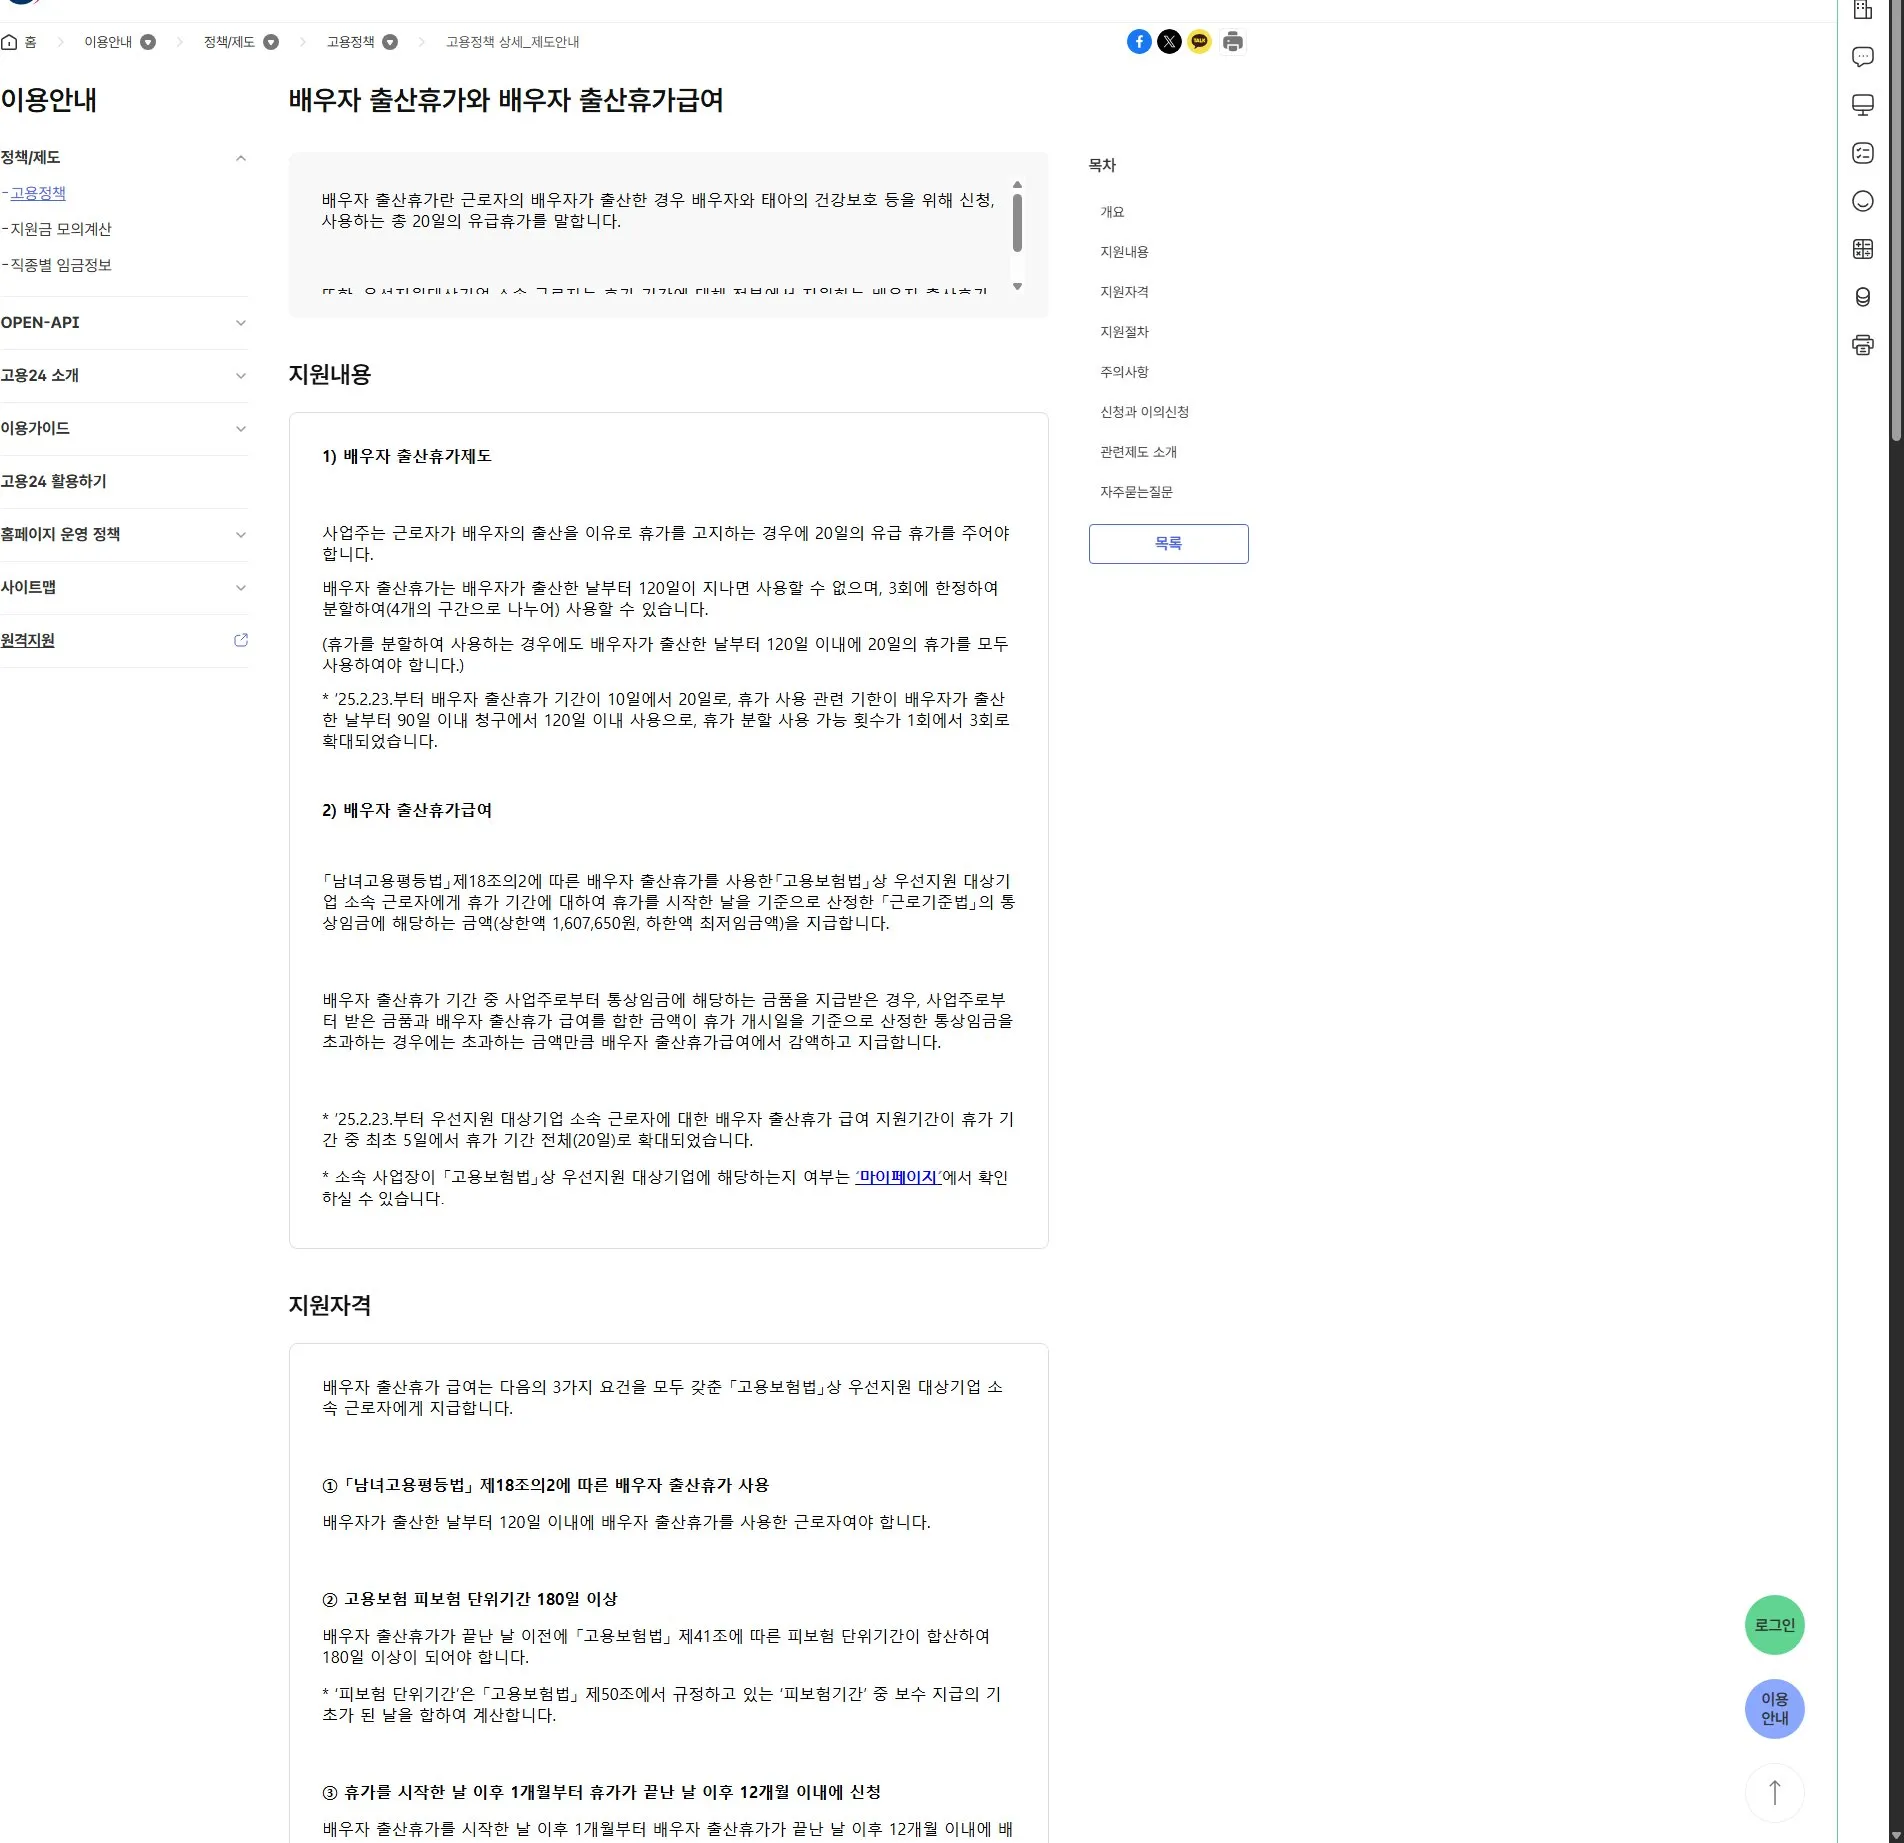 홈 이용안내 정책/제도 고용정책 고용정책 상세_제도안내
TALK
이용안내
정책/제도
-고용정책
-지원금 모의계산
-직종별 임금정보
OPEN-API
고용24 소개
이용가이드
고용24 활용하기
홈페이지 운영 정책
사이트맵
원격지원
배우자 출산휴가와 배우자 출산휴가급여
배우자 출산휴가란 근로자의 배우자가 출산한 경우 배우자와 태아의 건강보호 등을 위해 신청,
사용하는 총 20일의 유급휴가를 말합니다.
또한, 우선지원대상기업 소속 근로자는 휴가 기간에 대해 정부에서 지원하는 배우자 출산휴가
지원내용
1) 배우자 출산휴가제도
사업주는 근로자가 배우자의 출산을 이유로 휴가를 고지하는 경우에 20일의 유급 휴가를 주어야
합니다.
배우자 출산휴가는 배우자가 출산한 날부터 120일이 지나면 사용할 수 없으며, 3회에 한정하여
분할하여(4개의 구간으로 나누어) 사용할 수 있습니다.
(휴가를 분할하여 사용하는 경우에도 배우자가 출산한 날부터 120일 이내에 20일의 휴가를 모두
사용하여야 합니다.)
* ‘25.2.23.부터 배우자 출산휴가 기간이 10일에서 20일로, 휴가 사용 관련 기한이 배우자가 출산
한 날부터 90일 이내 청구에서 120일 이내 사용으로, 휴가 분할 사용 가능 횟수가 1회에서 3회로
확대되었습니다.
2) 배우자 출산휴가급여
「남녀고용평등법」제18조의2에 따른 배우자 출산휴가를 사용한「고용보험법」상 우선지원 대상기
업 소속 근로자에게 휴가 기간에 대하여 휴가를 시작한 날을 기준으로 산정한 「근로기준법」의 통
상임금에 해당하는 금액(상한액 1,607,650원, 하한액 최저임금액)을 지급합니다.
배우자 출산휴가 기간 중 사업주로부터 통상임금에 해당하는 금품을 지급받은 경우, 사업주로부
터 받은 금품과 배우자 출산휴가 급여를 합한 금액이 휴가 개시일을 기준으로 산정한 통상임금을
초과하는 경우에는 초과하는 금액만큼 배우자 출산휴가급여에서 감액하고 지급합니다.
* ‘25.2.23.부터 우선지원 대상기업 소속 근로자에 대한 배우자 출산휴가 급여 지원기간이 휴가 기
간 중 최초 5일에서 휴가 기간 전체(20일)로 확대되었습니다.
* 소속 사업장이 「고용보험법」상 우선지원 대상기업에 해당하는지 여부는 ‘마이페이지’에서 확인
하실 수 있습니다.
지원자격
배우자 출산휴가 급여는 다음의 3가지 요건을 모두 갖춘 「고용보험법」상 우선지원 대상기업 소
속 근로자에게 지급합니다.
① 「남녀고용평등법」 제18조의2에 따른 배우자 출산휴가 사용
배우자가 출산한 날부터 120일 이내에 배우자 출산휴가를 사용한 근로자여야 합니다.
② 고용보험 피보험 단위기간 180일 이상
배우자 출산휴가가 끝난 날 이전에 「고용보험법」 제41조에 따른 피보험 단위기간이 합산하여
180일 이상이 되어야 합니다.
* ‘피보험 단위기간’은 「고용보험법」 제50조에서 규정하고 있는 ‘피보험기간’ 중 보수 지급의 기
초가 된 날을 합하여 계산합니다.
③ 휴가를 시작한 날 이후 1개월부터 휴가가 끝난 날 이후 12개월 이내에 신청
배우자 출산휴가를 시작한 날 이후 1개월부터 배우자 출산휴가가 끝난 날 이후 12개월 이내에 배
목차
개요
지원내용
지원자격
지원절차
주의사항
신청과 이의신청
관련제도 소개
자주묻는질문
목록
로그인
이용
안내